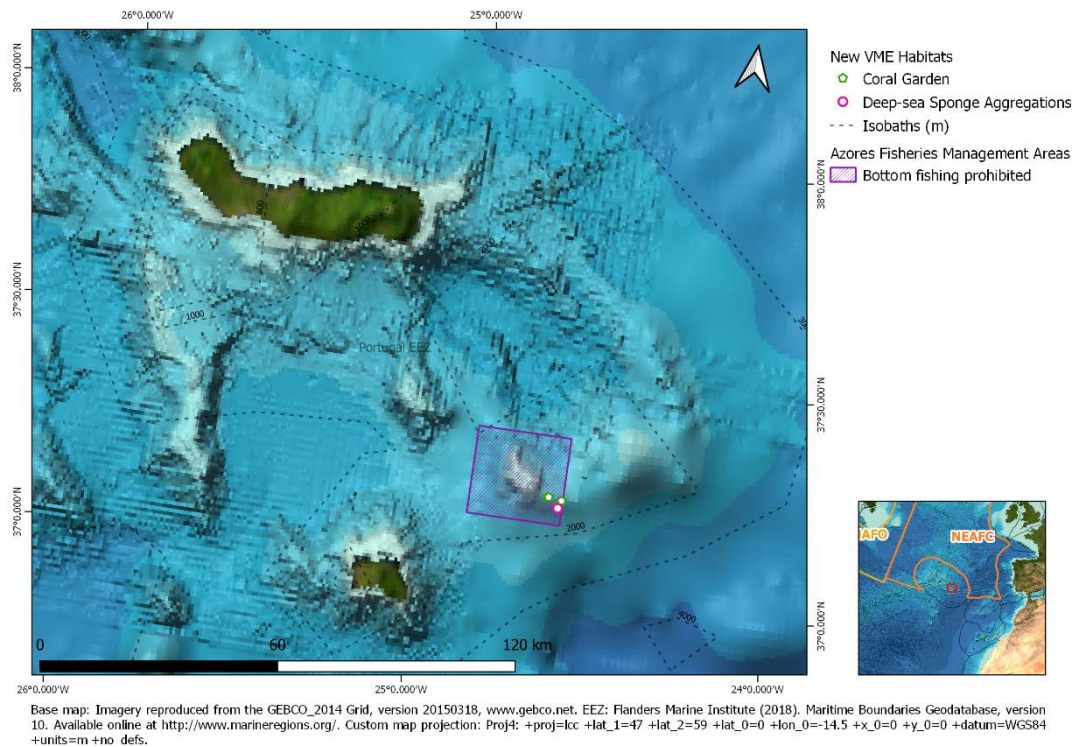 26°0.000'W 25°0.000'W
38°0.000'N
New VME Habitats
Coral Garden
Deep-sea Sponge Aggregations
Isobaths (m)
Azores Fisheries Management Areas
Bottom fishing prohibited
38°0.000'N
800
1000
2000
37°30.000'N
1000
Portugal EEZ
37°30.000'N
37°0.000'N
2000
NEAFC
37°0.000'N
4000
0 60 120 km
26°0.000'W 25°0.000'W 24°0.000'W
Base map: Imagery reproduced from the GEBCO_2014 Grid, version 20150318, www.gebco.net. EEZ: Flanders Marine Institute (2018). Maritime Boundaries Geodatabase, version
10. Available online at http://www.marineregions.org/. Custom map projection: Proj4: +proj=lcc +lat_1=47 +lat_2=59 +lat_0=0 +lon_0=-14.5 +x_0=0 +y_0=0 +datum=WGS84
+units=m +no_defs.